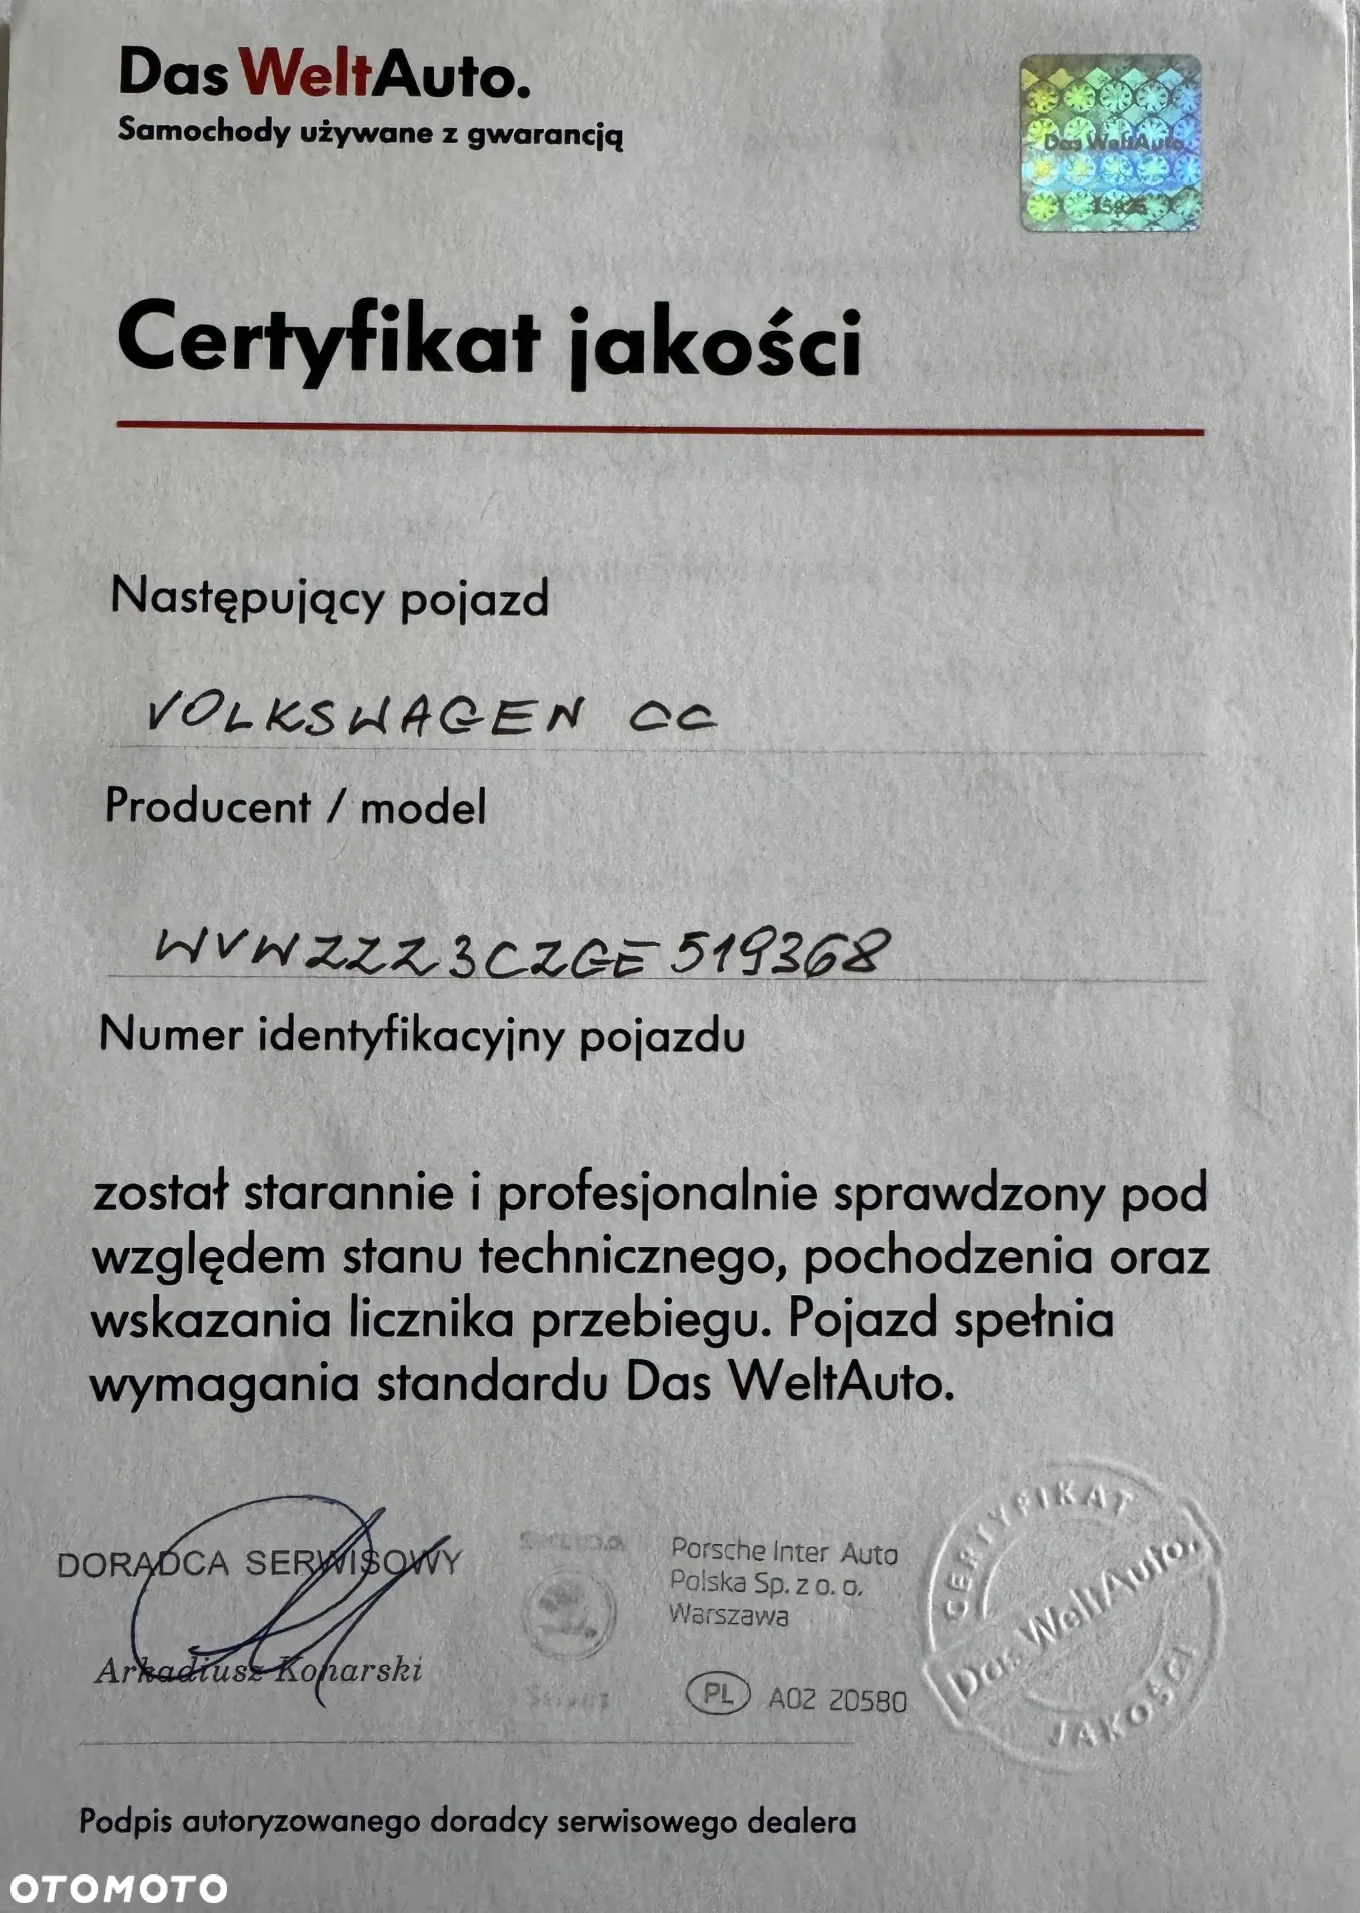 Das WeltAuto.
Samochody używane z gwarancją
Das WeltAuto.
Certyfikat jakości
Następujący pojazd
VOLKSWAGEN CC
Producent / model
WVWZZZ3CZGE519368
Numer identyfikacyjny pojazdu
został starannie i profesjonalnie sprawdzony pod
względem stanu technicznego, pochodzenia oraz
wskazania licznika przebiegu. Pojazd spełnia
wymagania standardu Das WeltAuto.
DORADCA SERWISOWY
Arkadiusz Konarski
Porsche Inter Auto
Polska Sp. z o. o.
Warszawa
PL A02 20580
CERTYFIKAT
Das WeltAuto.
JAKOŚCI
Podpis autoryzowanego doradcy serwisowego dealera
OTOMOTO